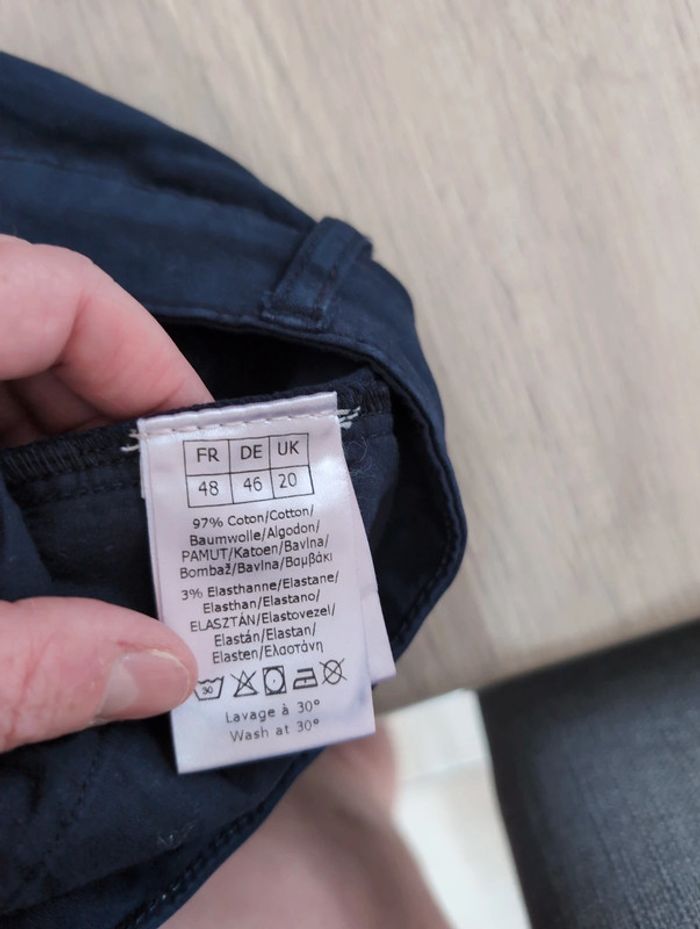 FR DE UK
48 46 20
97% Coton/Cotton/
Baumwolle/Algodon/
PAMUT/Katoen/Bavlna/
Bombaž/Bavlna/Βαμβάκι
3% Elasthanne/Elastane/
Elasthan/Elastano/
ELASZTÁN/Elastovezel/
Elastán/Elastan/
Elasten/Ελαστάνη
30
Lavage à 30°
Wash at 30°